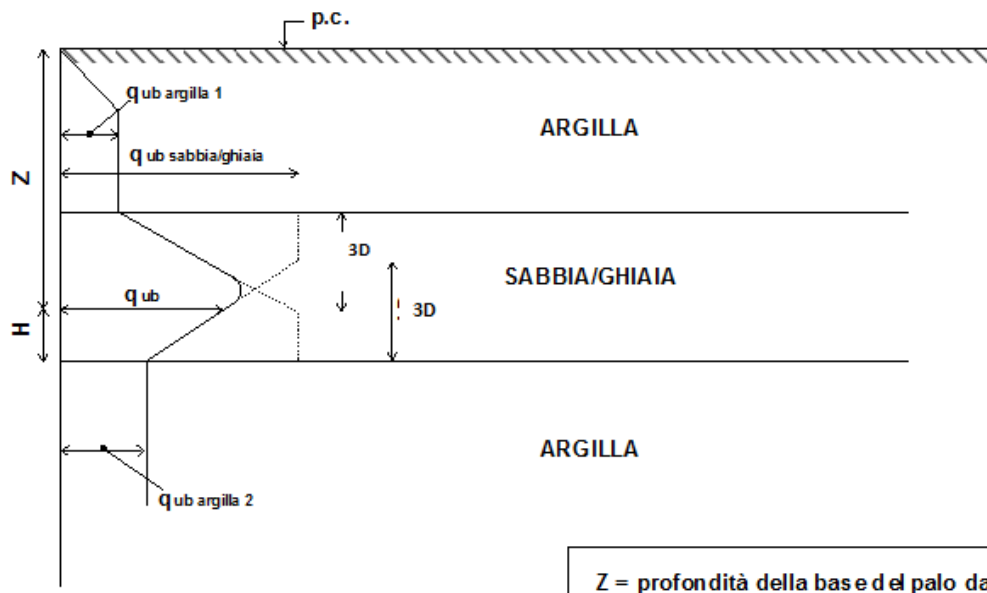 p.c.
q ub argilla 1
ARGILLA
q ub sabbia/ghiaia
Z
3D
SABBIA/GHIAIA
q ub
3D
H
ARGILLA
q ub argilla 2
Z = profondità della base del palo da